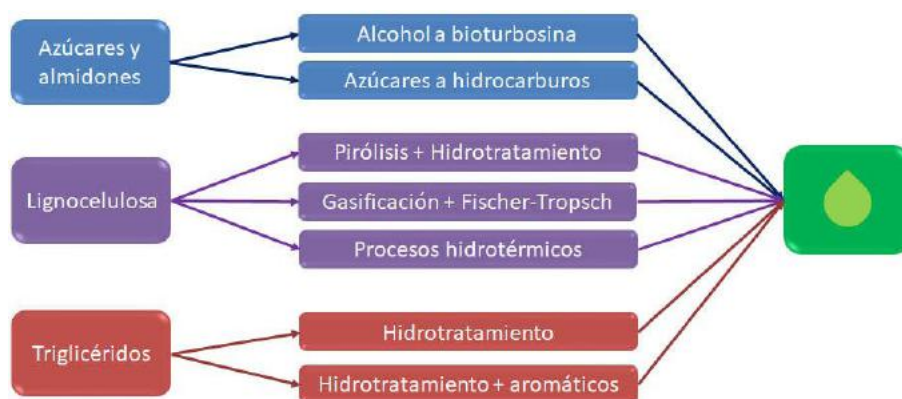 Azúcares y
almidones
Alcohol a bioturbosina
Azúcares a hidrocarburos
Lignocelulosa
Pirólisis + Hidrotratamiento
Gasificación + Fischer-Tropsch
Procesos hidrotérmicos
Triglicéridos
Hidrotratamiento
Hidrotratamiento + aromáticos